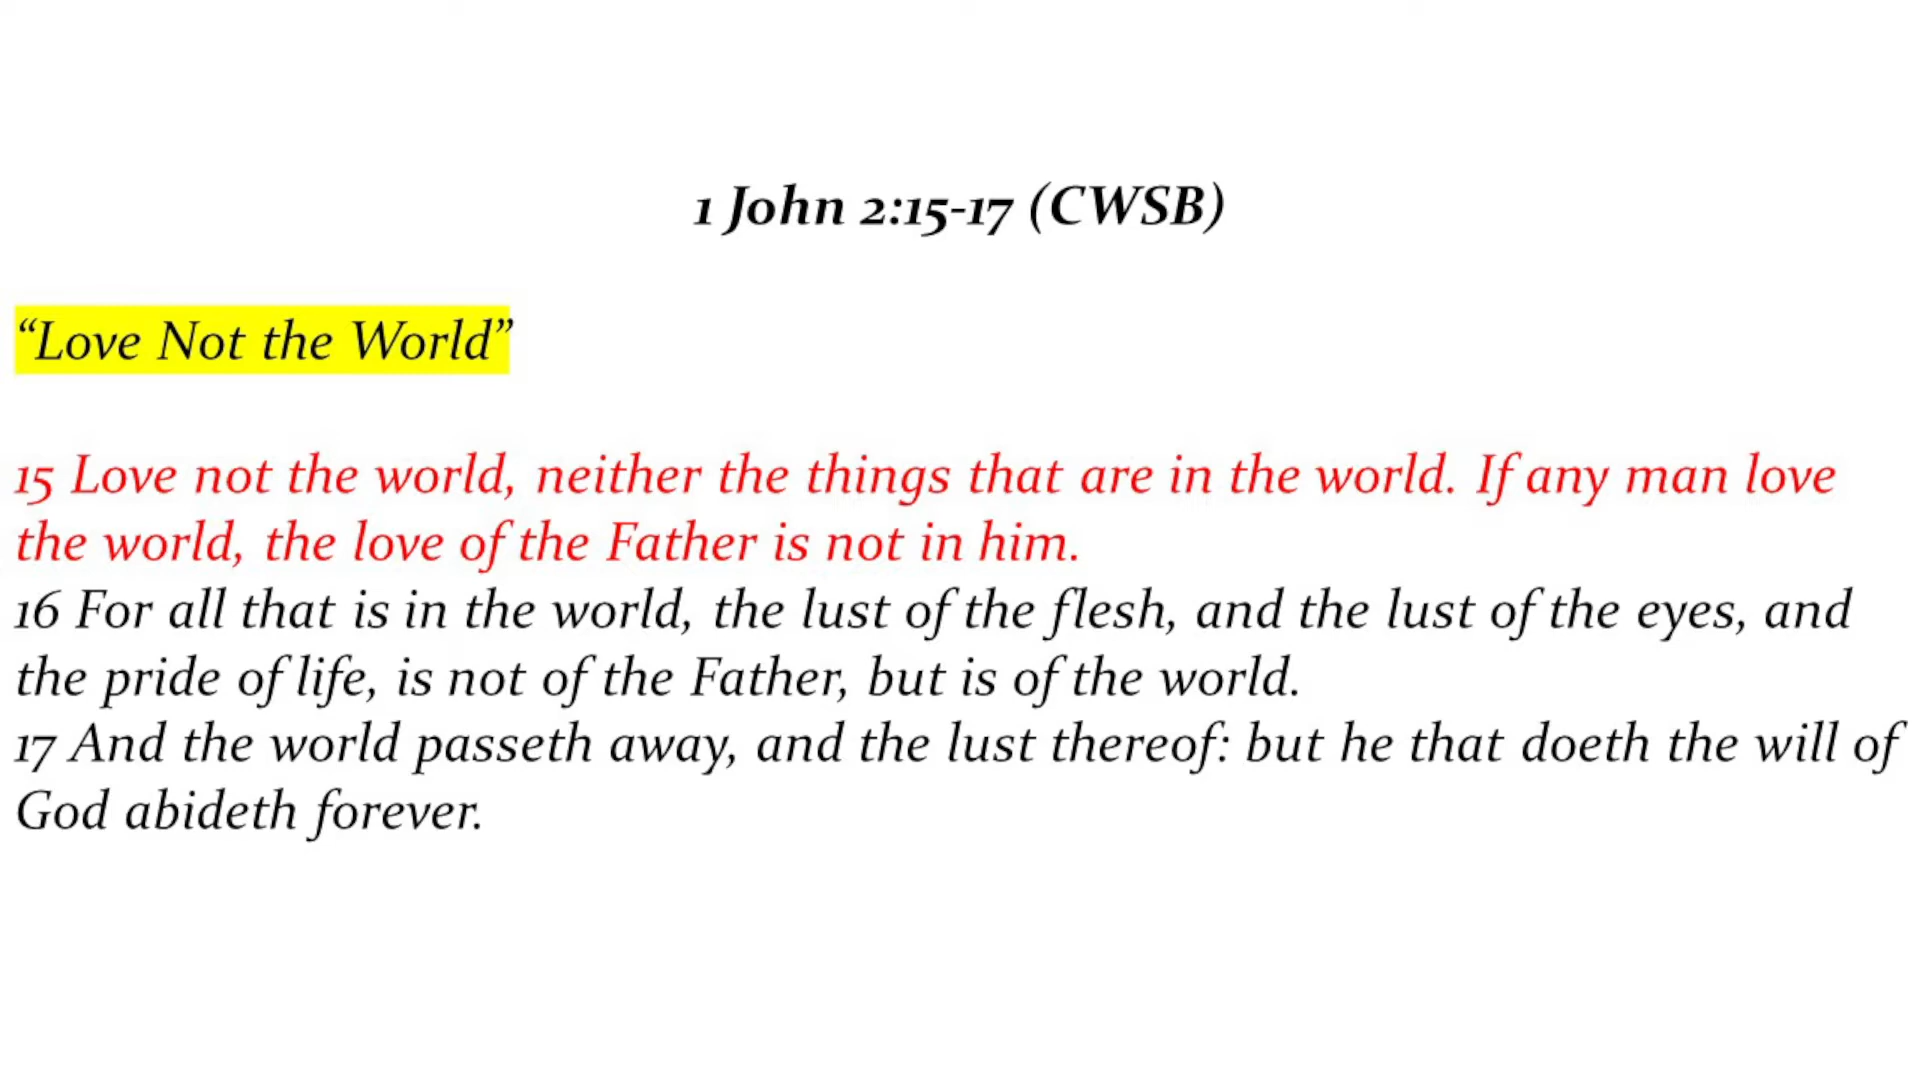 1 John 2:15-17 (CWSB)
“Love Not the World”
15 Love not the world, neither the things that are in the world. If any man love
the world, the love of the Father is not in him.
16 For all that is in the world, the lust of the flesh, and the lust of the eyes, and
the pride of life, is not of the Father, but is of the world.
17 And the world passeth away, and the lust thereof: but he that doeth the will of
God abideth forever.